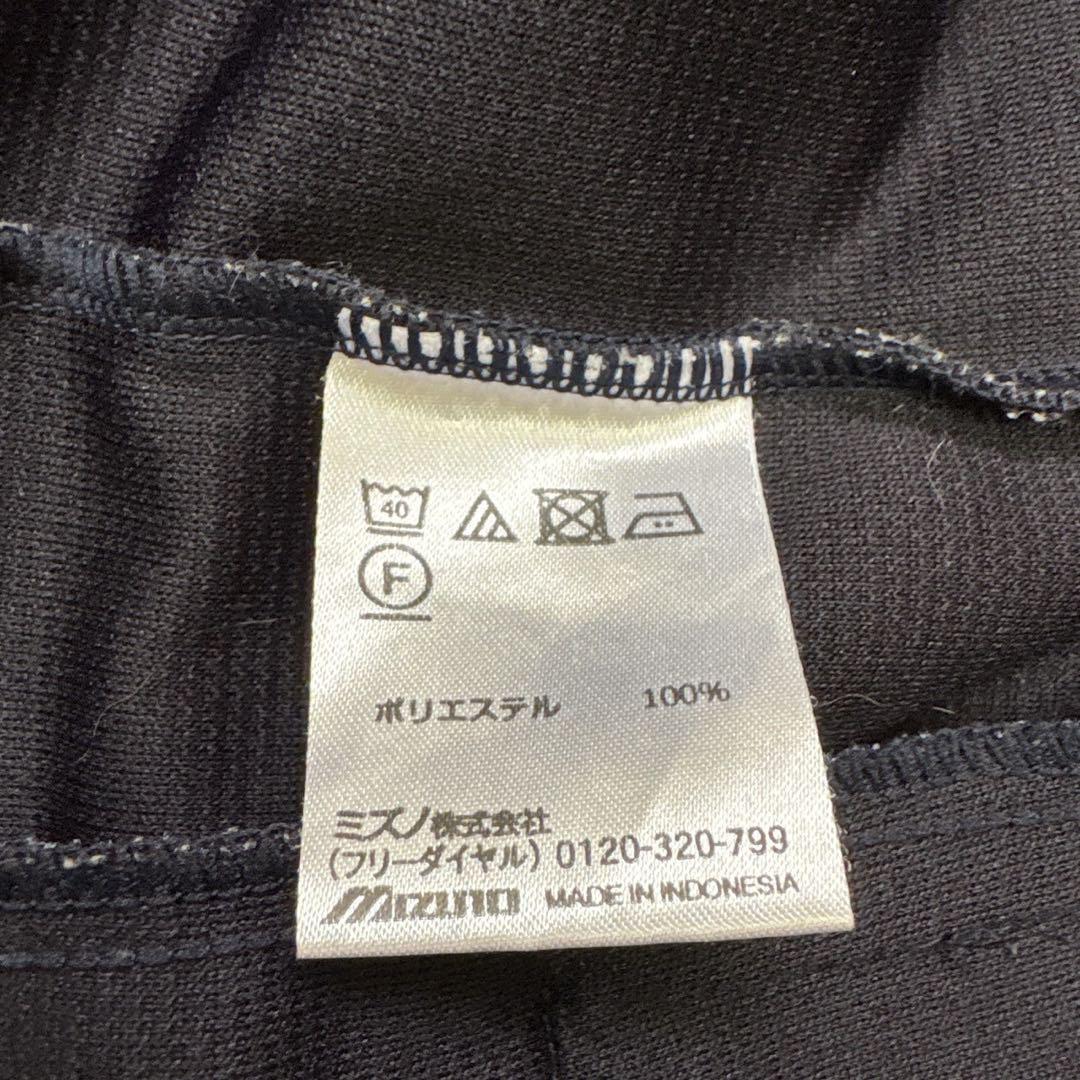 40
F
ポリエステル 100%
ミズノ株式会社
(フリーダイヤル) 0120-320-799
Mizuno MADE IN INDONESIA